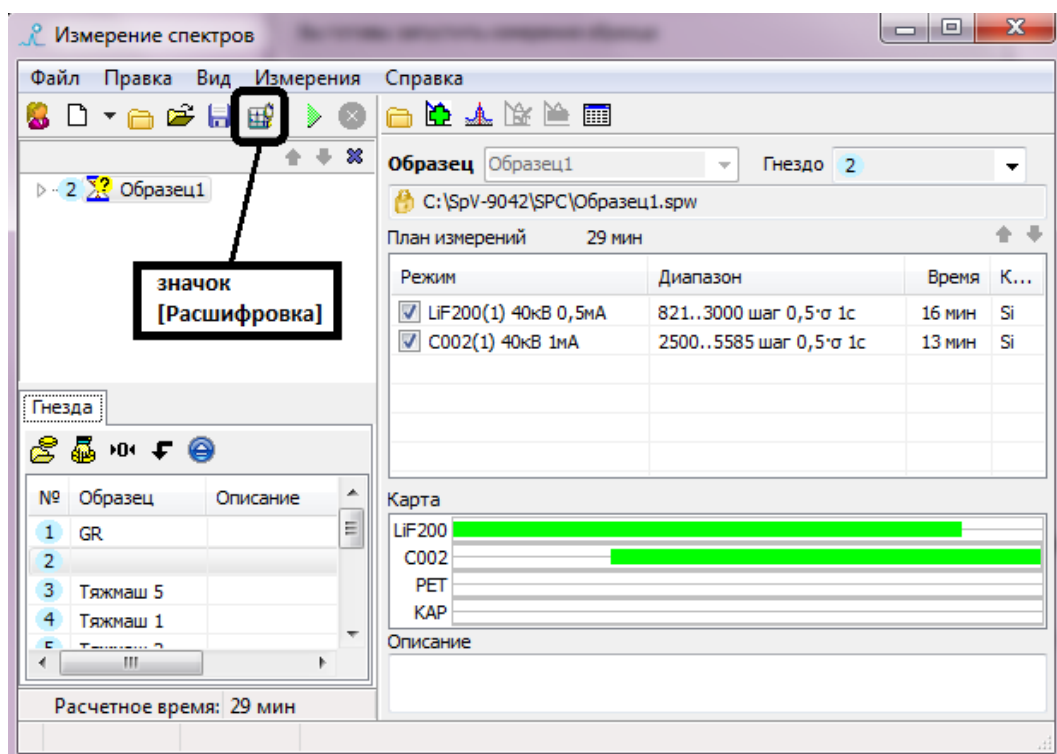 Измерение спектров
Файл Правка Вид Измерения Справка
Образец Образец1 Гнездо 2
2 Образец1
C:\SpV-9042\SPC\Образец1.spw
План измерений 29 мин
Режим Диапазон Время К...
LiF200(1) 40кВ 0,5мА 821..3000 шаг 0,5·σ 1с 16 мин Si
C002(1) 40кВ 1мА 2500..5585 шаг 0,5·σ 1с 13 мин Si
значок
[Расшифровка]
Гнезда
№ Образец Описание
1 GR
2
3 Тяжмаш 5
4 Тяжмаш 1
Карта
LiF200
C002
PET
KAP
Описание
Расчетное время: 29 мин